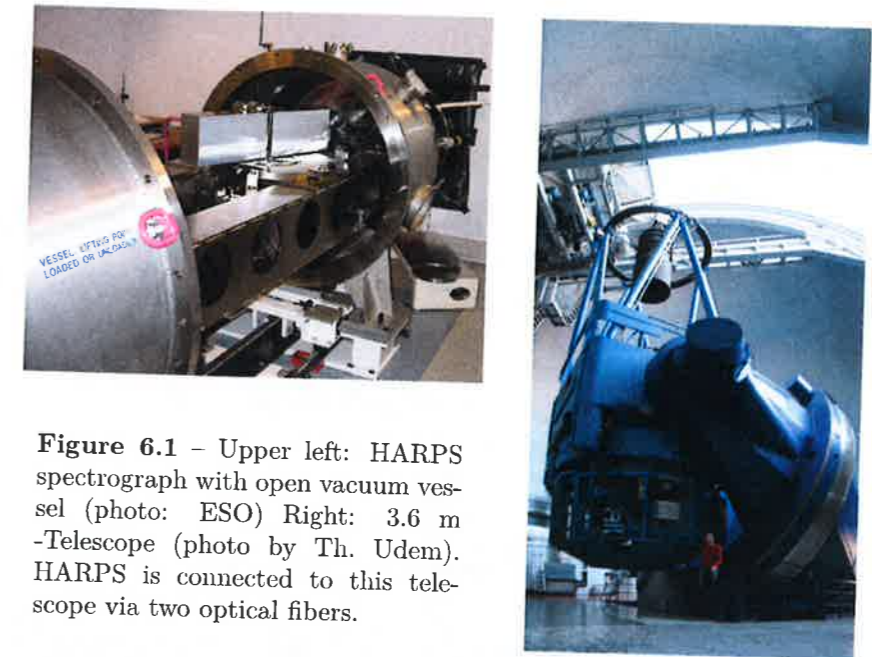 VESSEL LIFTING POI
LOADED OR UNLOADED
Figure 6.1 – Upper left: HARPS
spectrograph with open vacuum ves-
sel (photo: ESO) Right: 3.6 m
-Telescope (photo by Th. Udem).
HARPS is connected to this tele-
scope via two optical fibers.